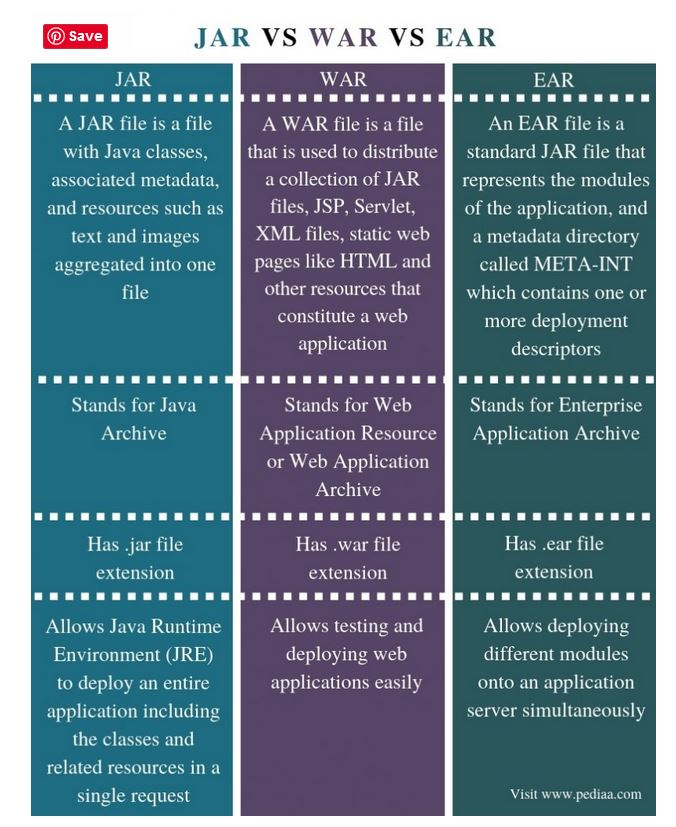 Save
JAR VS WAR VS EAR
JAR
A JAR file is a file
with Java classes,
associated metadata,
and resources such as
text and images
aggregated into one
file
Stands for Java
Archive
Has .jar file
extension
Allows Java Runtime
Environment (JRE)
to deploy an entire
application including
the classes and
related resources in a
single request
WAR
A WAR file is a file
that is used to distribute
a collection of JAR
files, JSP, Servlet,
XML files, static web
pages like HTML and
other resources that
constitute a web
application
Stands for Web
Application Resource
or Web Application
Archive
Has .war file
extension
Allows testing and
deploying web
applications easily
EAR
An EAR file is a
standard JAR file that
represents the modules
of the application, and
a metadata directory
called META-INT
which contains one or
more deployment
descriptors
Stands for Enterprise
Application Archive
Has .ear file
extension
Allows deploying
different modules
onto an application
server simultaneously
Visit www.pediaa.com